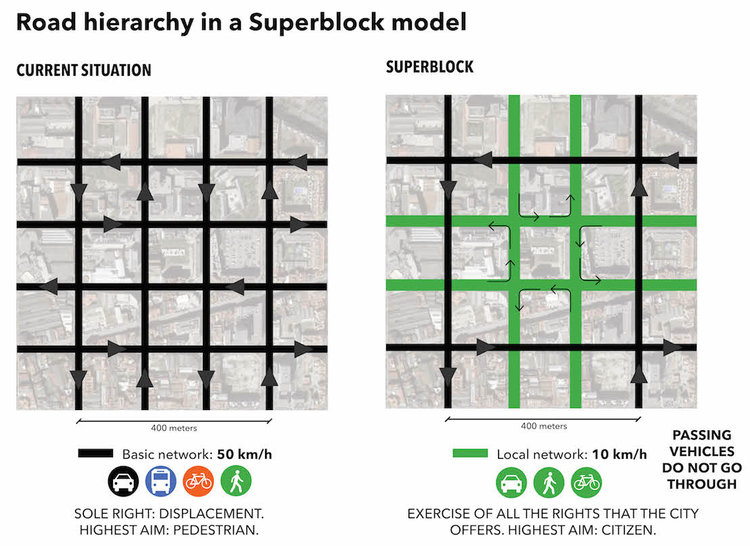 Road hierarchy in a Superblock model
CURRENT SITUATION
SUPERBLOCK
400 meters
400 meters
Basic network: 50 km/h
SOLE RIGHT: DISPLACEMENT.
HIGHEST AIM: PEDESTRIAN.
Local network: 10 km/h
EXERCISE OF ALL THE RIGHTS THAT THE CITY
OFFERS. HIGHEST AIM: CITIZEN.
PASSING
VEHICLES
DO NOT GO
THROUGH